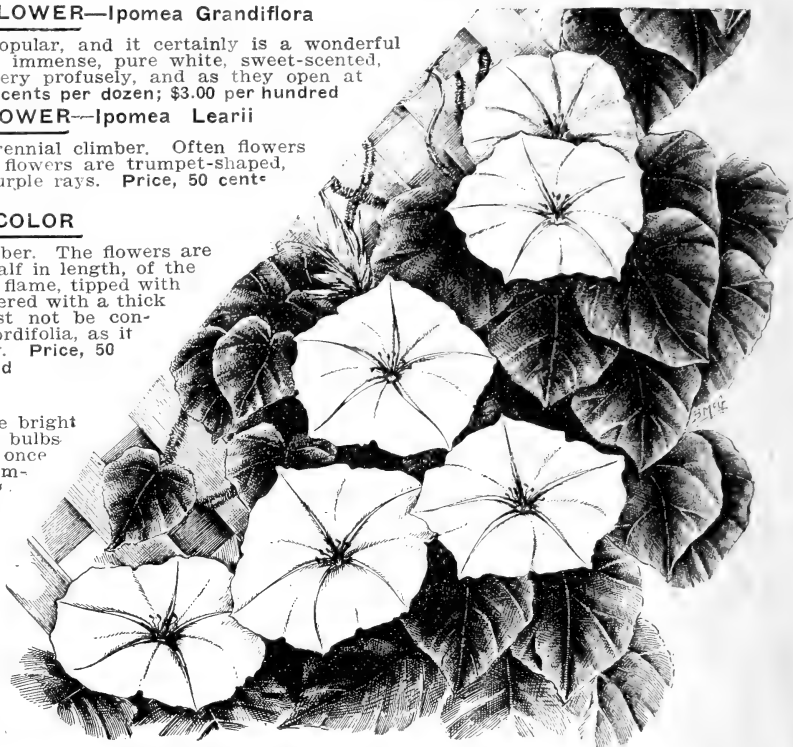 LOWER—Ipomea Grandiflora
opular, and it certainly is a wonderful
immense, pure white, sweet-scented,
ery profusely, and as they open at
cents per dozen; $3.00 per hundred
OWER—Ipomea Learii
rennial climber. Often flowers
flowers are trumpet-shaped,
urple rays. Price, 50 cents
COLOR
ber. The flowers are
alf in length, of the
flame, tipped with
ered with a thick
st not be con-
ordifolia, as it
. Price, 50
d
e bright
bulbs
once
m-